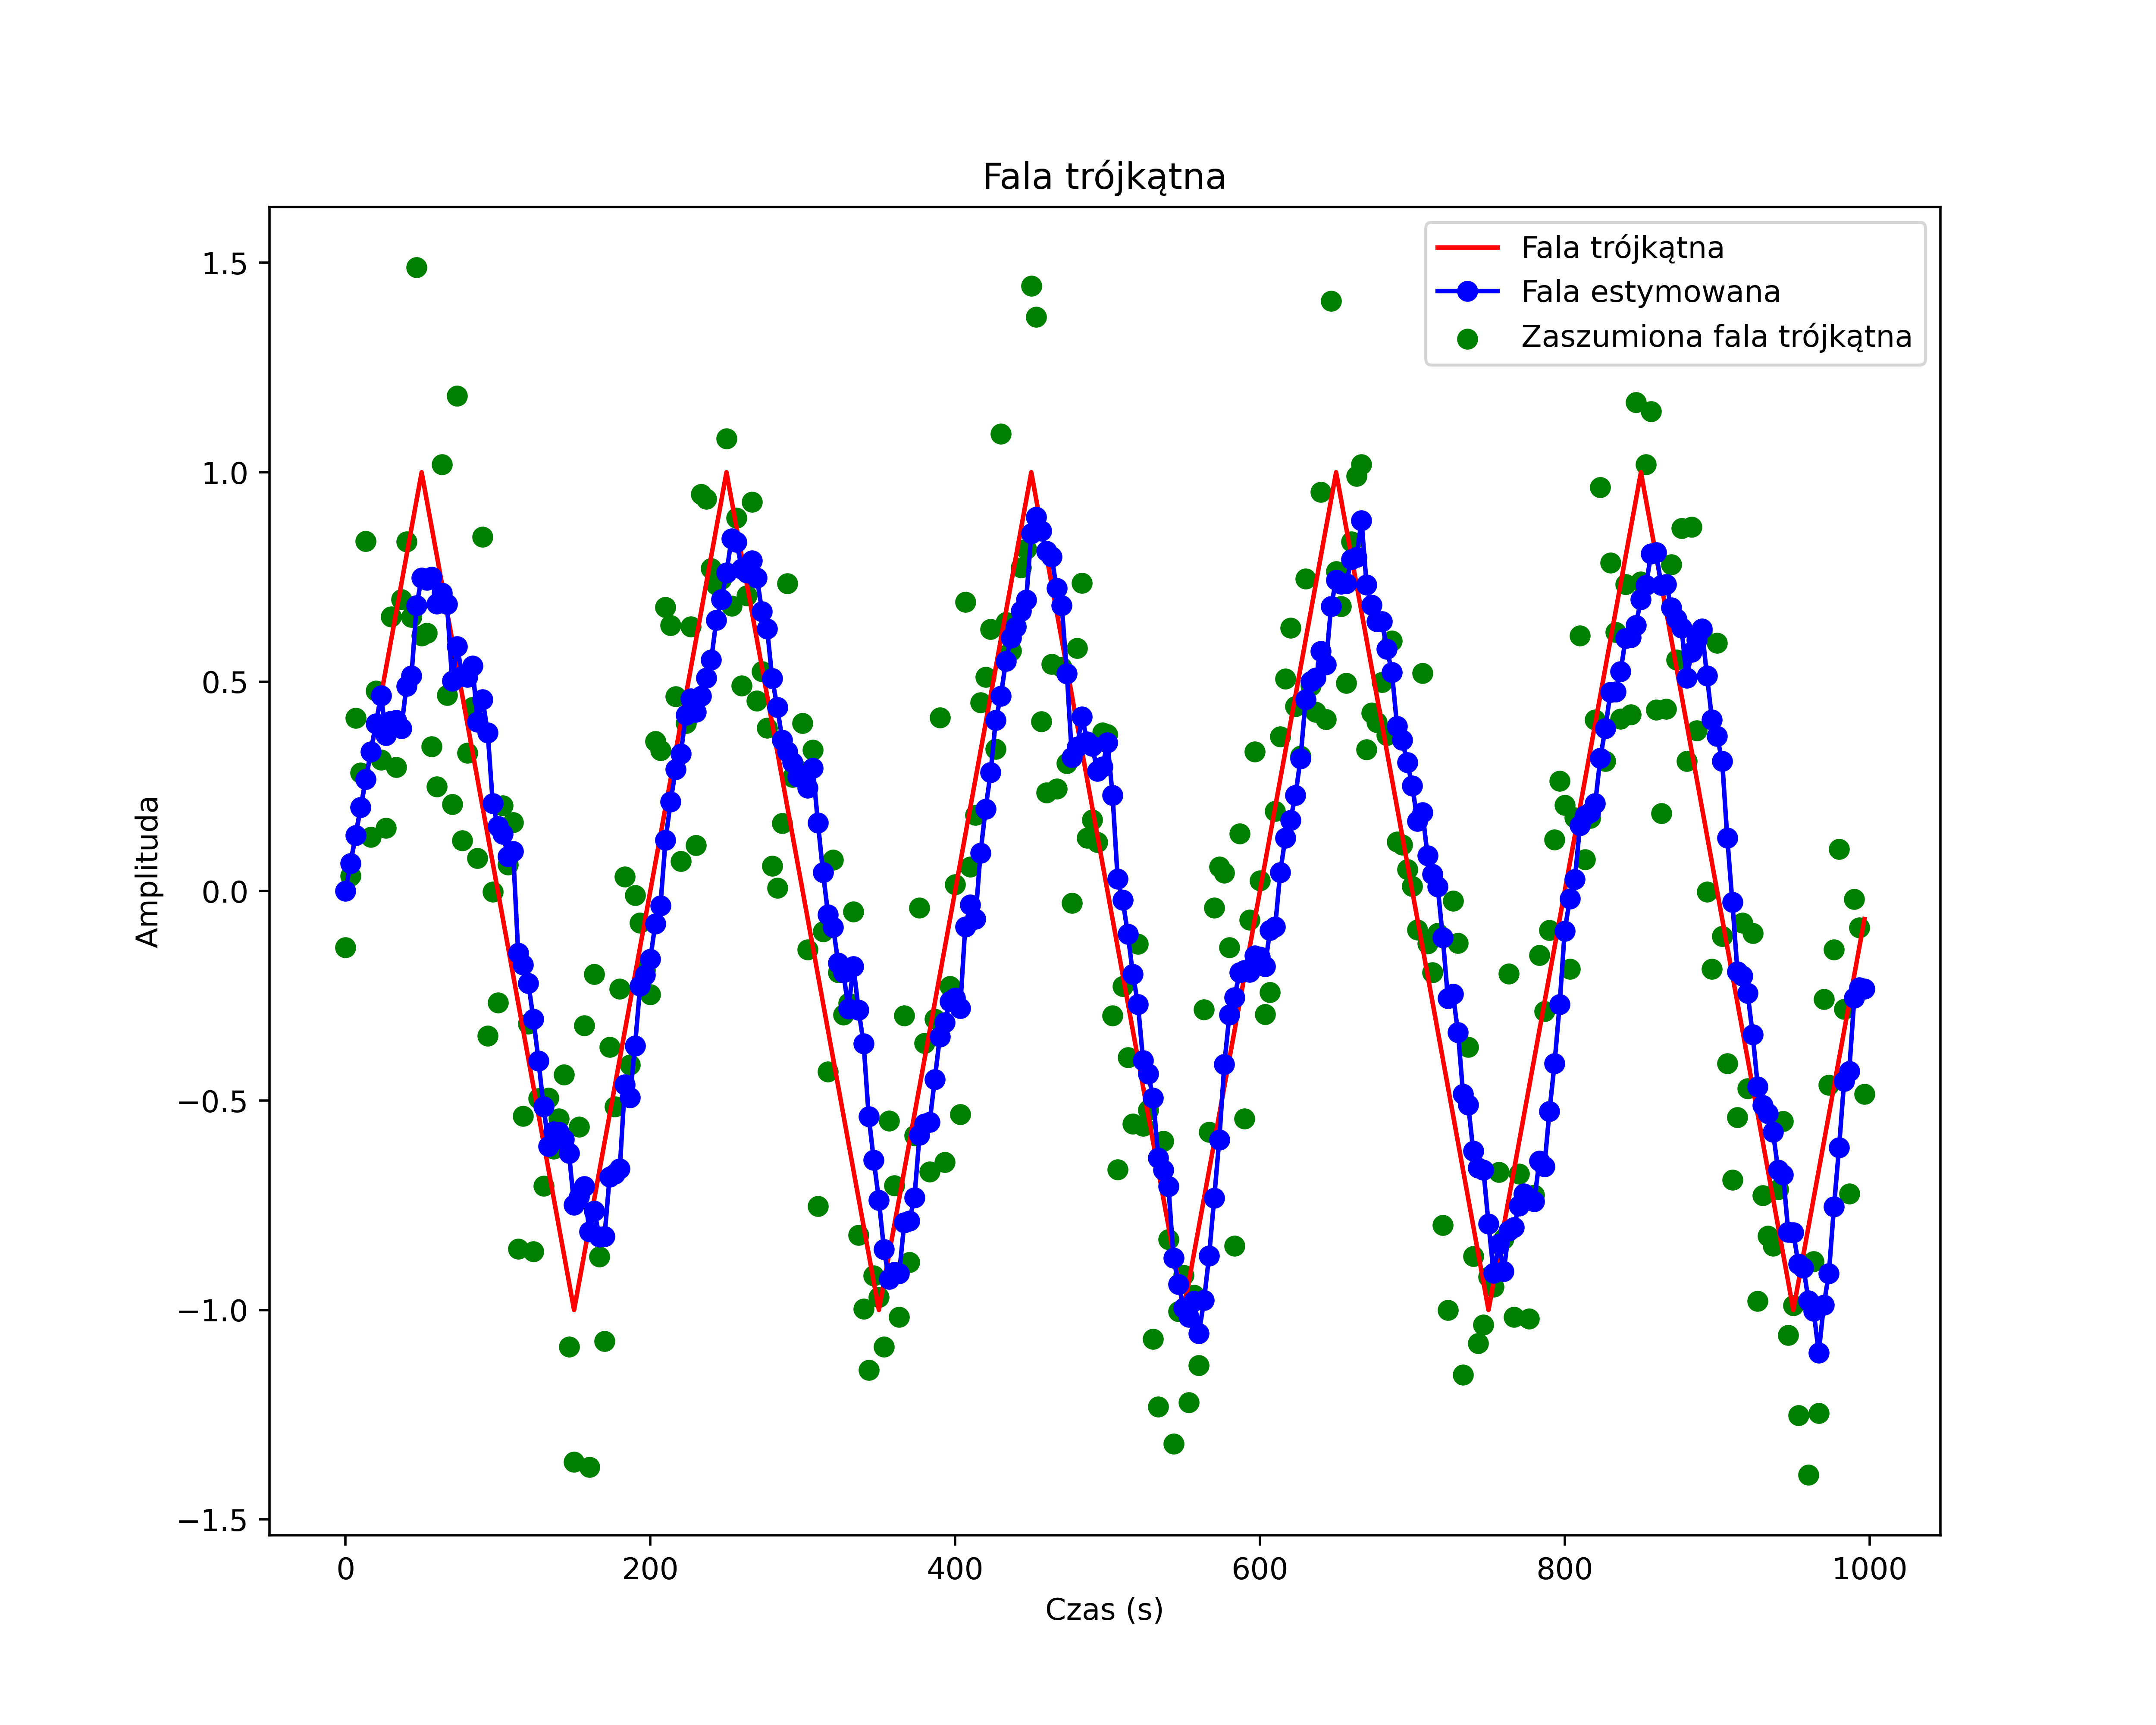 Fala trójkątna
Fala trójkątna
Fala estymowana
Zaszumiona fala trójkątna
Amplituda
1.5
1.0
0.5
0.0
−0.5
−1.0
−1.5
0 200 400 600 800 1000
Czas (s)